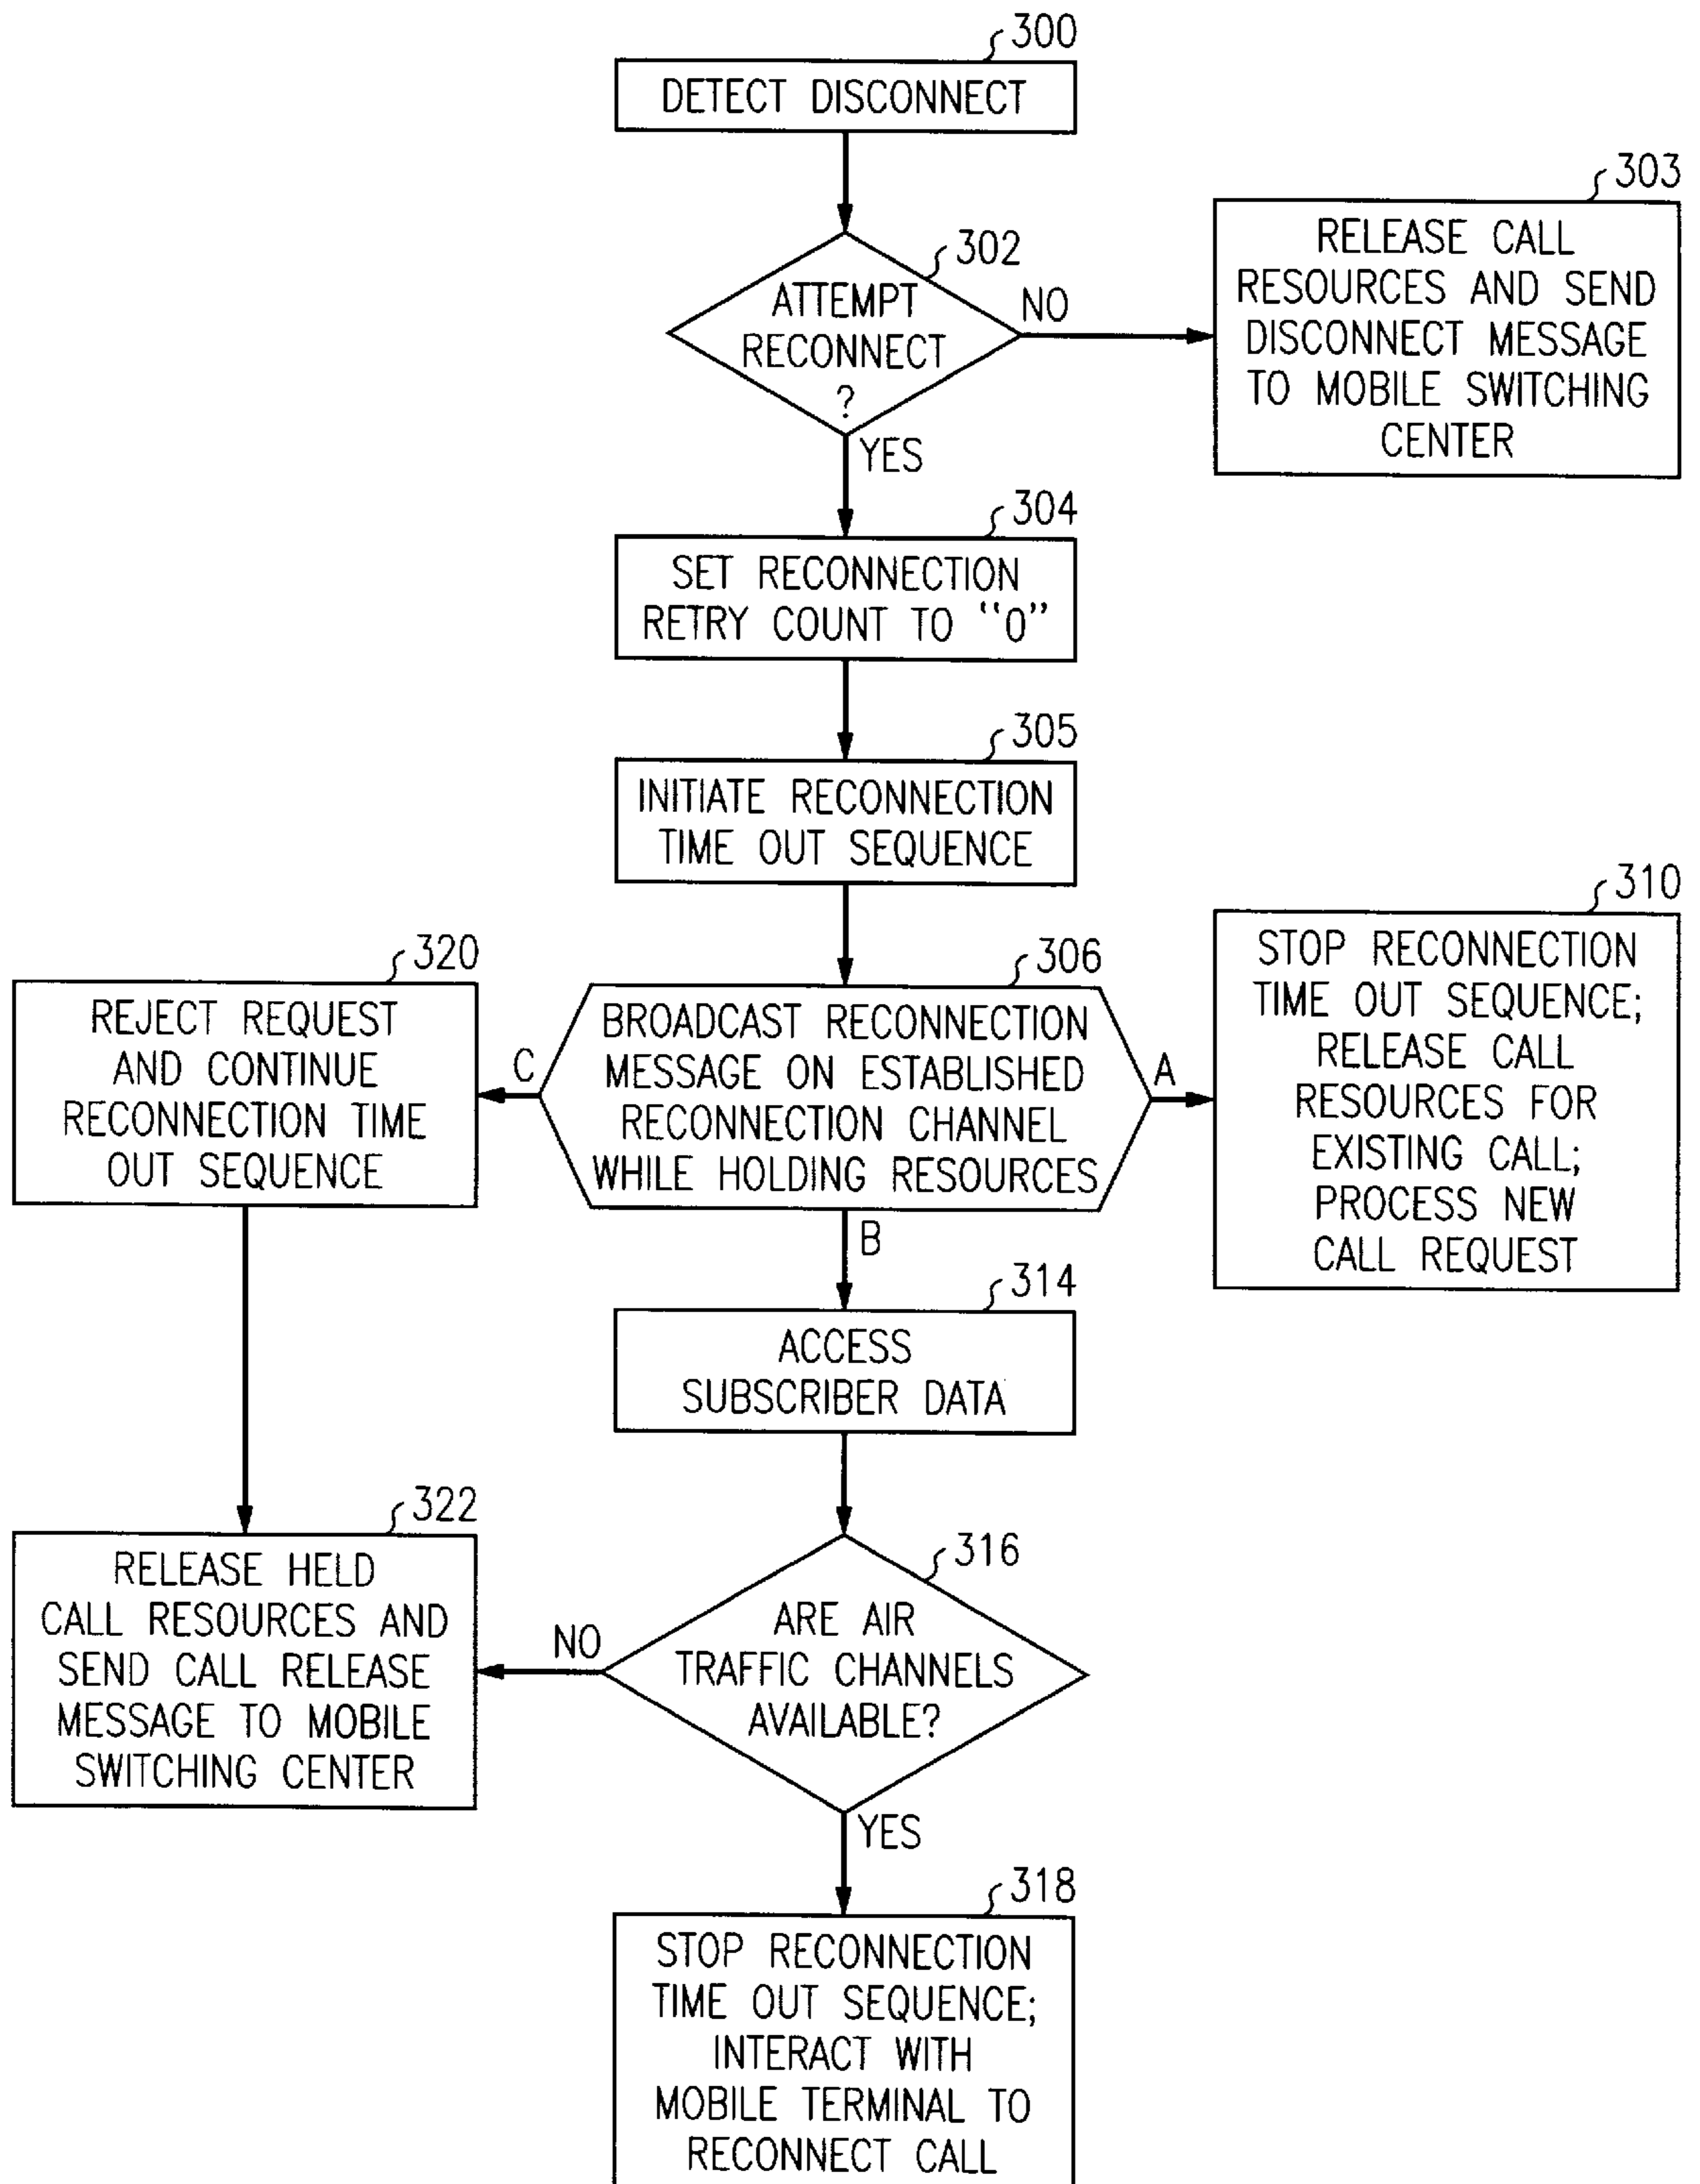 300
DETECT DISCONNECT
302
ATTEMPT
RECONNECT
?
NO
YES
303
RELEASE CALL
RESOURCES AND SEND
DISCONNECT MESSAGE
TO MOBILE SWITCHING
CENTER
304
SET RECONNECTION
RETRY COUNT TO “0”
305
INITIATE RECONNECTION
TIME OUT SEQUENCE
306
BROADCAST RECONNECTION
MESSAGE ON ESTABLISHED
RECONNECTION CHANNEL
WHILE HOLDING RESOURCES
A
B
C
310
STOP RECONNECTION
TIME OUT SEQUENCE;
RELEASE CALL
RESOURCES FOR
EXISTING CALL;
PROCESS NEW
CALL REQUEST
320
REJECT REQUEST
AND CONTINUE
RECONNECTION TIME
OUT SEQUENCE
314
ACCESS
SUBSCRIBER DATA
316
ARE AIR
TRAFFIC CHANNELS
AVAILABLE?
NO
YES
322
RELEASE HELD
CALL RESOURCES AND
SEND CALL RELEASE
MESSAGE TO MOBILE
SWITCHING CENTER
318
STOP RECONNECTION
TIME OUT SEQUENCE;
INTERACT WITH
MOBILE TERMINAL TO
RECONNECT CALL